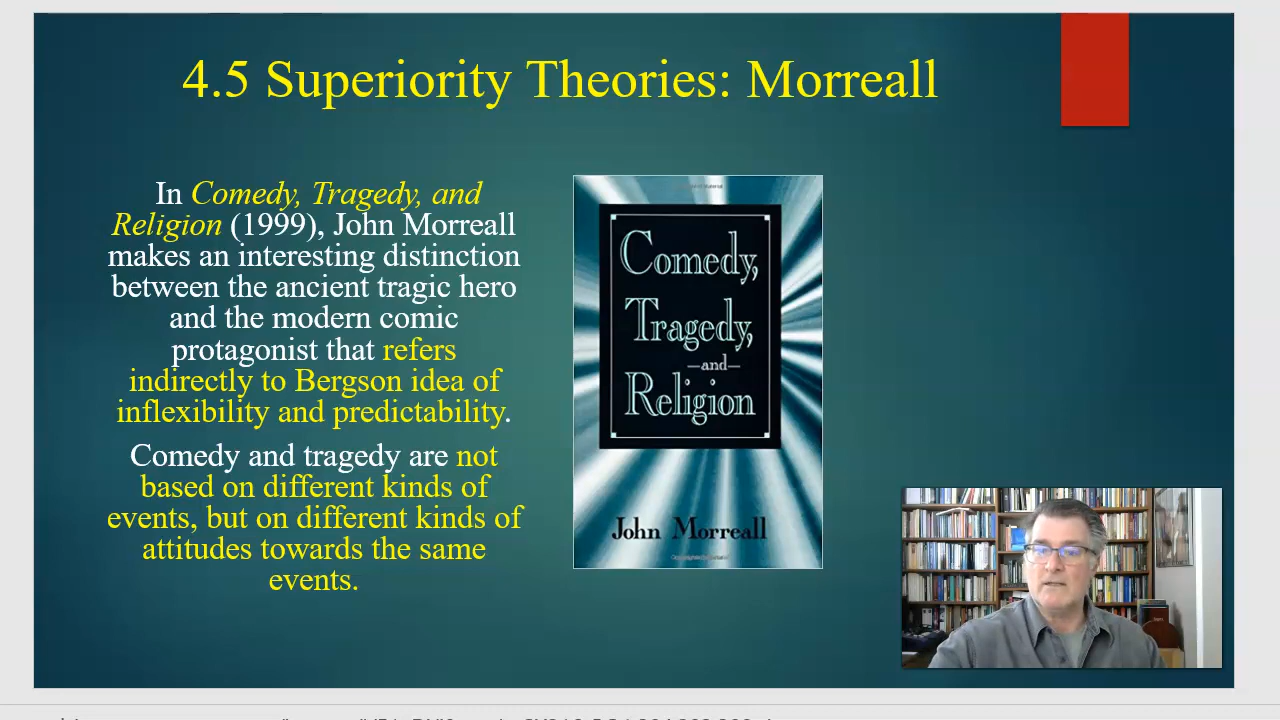 4.5 Superiority Theories: Morreall
In Comedy, Tragedy, and
Religion (1999), John Morreall
makes an interesting distinction
between the ancient tragic hero
and the modern comic
protagonist that refers
indirectly to Bergson idea of
inflexibility and predictability.
Comedy and tragedy are not
based on different kinds of
events, but on different kinds of
attitudes towards the same
events.
Comedy,
Tragedy,
—and—
Religion
John Morreall